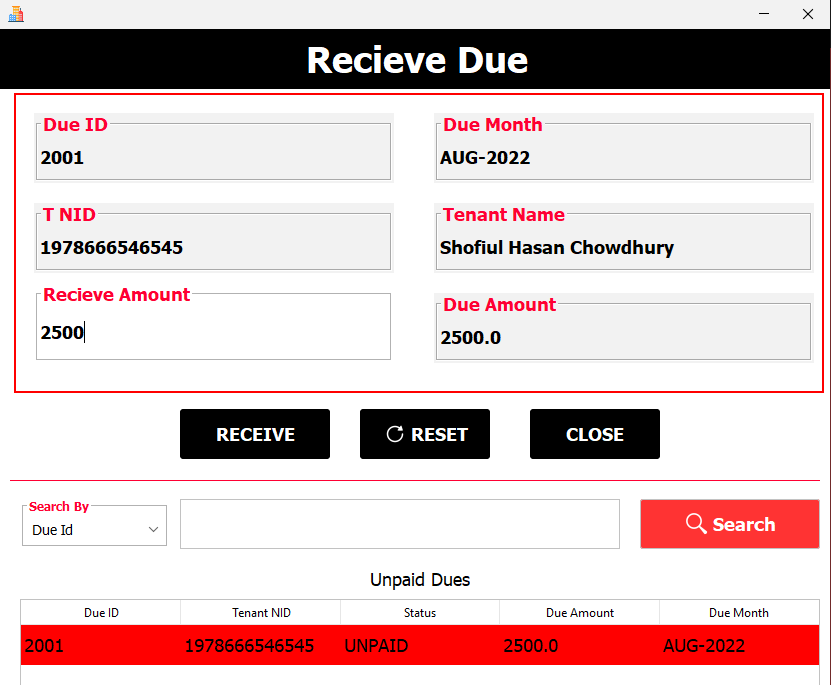 Recieve Due
Due ID
2001
Due Month
AUG-2022
T NID
1978666546545
Tenant Name
Shofiul Hasan Chowdhury
Recieve Amount
2500
Due Amount
2500.0
RECEIVE RESET CLOSE
Search By
Due Id
Search
Unpaid Dues
Due ID Tenant NID Status Due Amount Due Month
2001 1978666546545 UNPAID 2500.0 AUG-2022